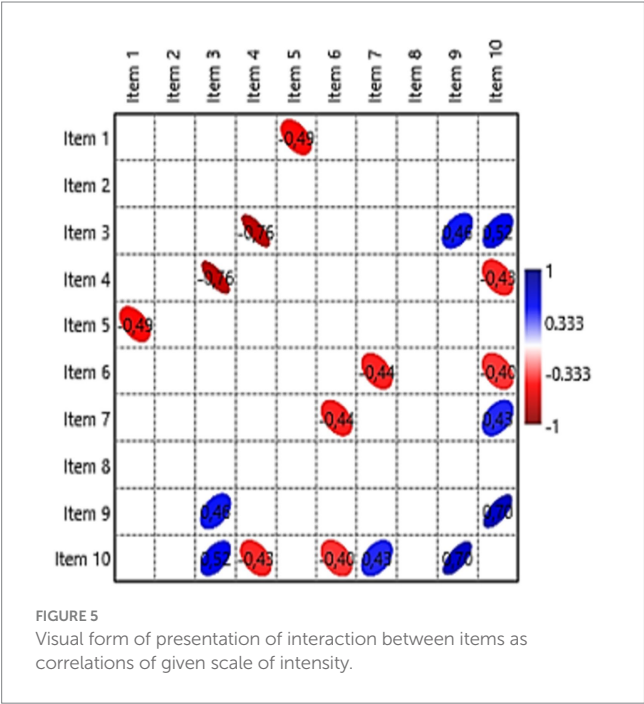 Item 1 Item 2 Item 3 Item 4 Item 5 Item 6 Item 7 Item 8 Item 9 Item 10
Item 1 -0,49
Item 2
Item 3 -0,76 0,46 0,52
Item 4 -0,76 -0,43
Item 5 -0,49
Item 6 -0,44 -0,40
Item 7 -0,44 0,43
Item 8
Item 9 0,46 0,70
Item 10 0,52 -0,43 -0,40 0,43 0,70
1
0.333
-0.333
-1
FIGURE 5
Visual form of presentation of interaction between items as
correlations of given scale of intensity.